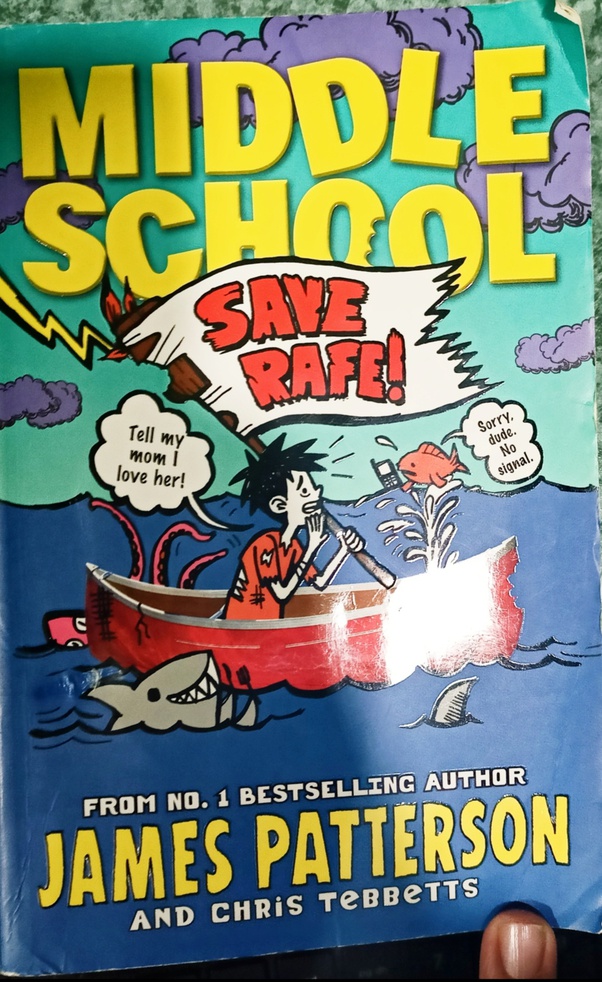 MIDDLE
SCHOOL
SAVE
RAFE!
Tell my
mom I
love her!
Sorry,
dude.
No
signal.
FROM NO. 1 BESTSELLING AUTHOR
JAMES PATTERSON
AND CHRIS TEBBETTS